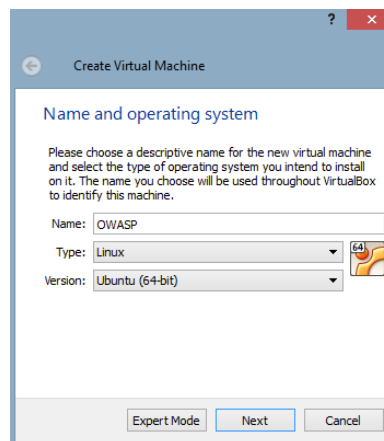 ?
Create Virtual Machine
Name and operating system
Please choose a descriptive name for the new virtual machine
and select the type of operating system you intend to install
on it. The name you choose will be used throughout VirtualBox
to identify this machine.
Name: OWASP
Type: Linux
64
Version: Ubuntu (64-bit)
Expert Mode Next Cancel